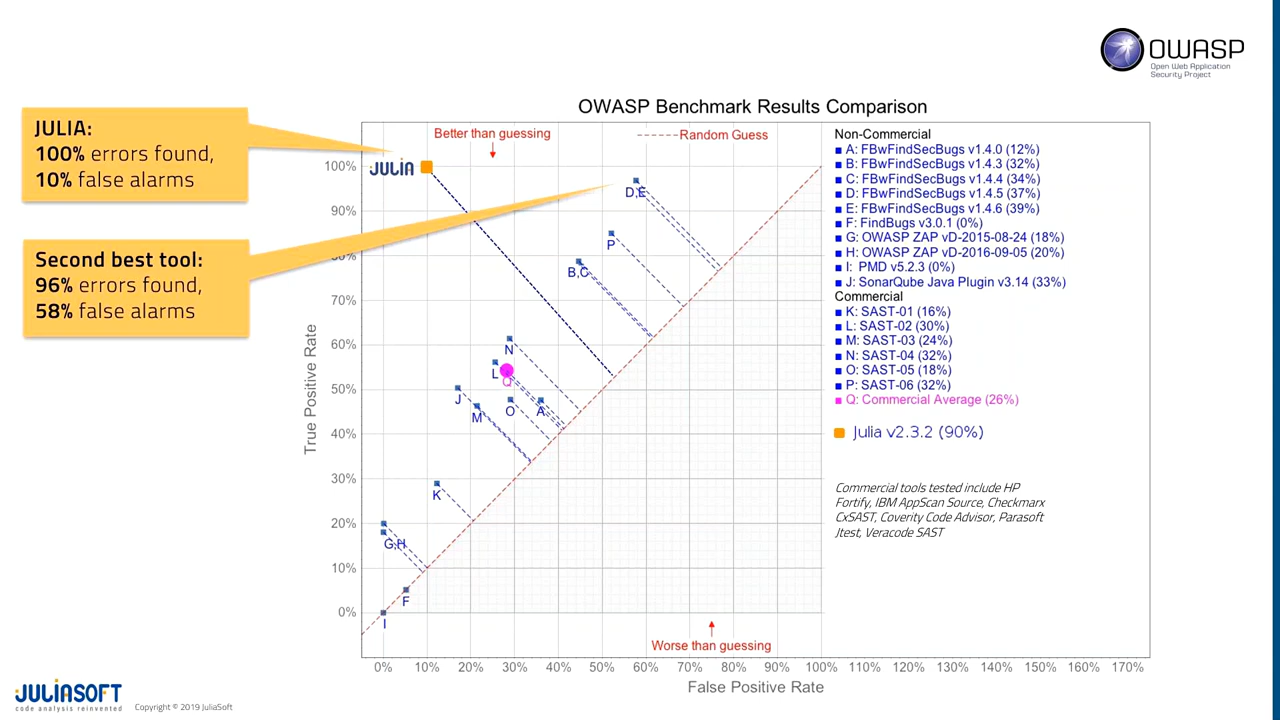 OWASP
Open Web Application
Security Project
JULIA:
100% errors found,
10% false alarms
Second best tool:
96% errors found,
58% false alarms
OWASP Benchmark Results Comparison
Better than guessing
Random Guess
JULIA
D,E
P
B,C
N
L
Q
J
M
O
A
K
G,H
F
I
Worse than guessing
True Positive Rate
100%
90%
80%
70%
60%
50%
40%
30%
20%
10%
0%
0% 10% 20% 30% 40% 50% 60% 70% 80% 90% 100% 110% 120% 130% 140% 150% 160% 170%
False Positive Rate
Non-Commercial
A: FBwFindSecBugs v1.4.0 (12%)
B: FBwFindSecBugs v1.4.3 (32%)
C: FBwFindSecBugs v1.4.4 (34%)
D: FBwFindSecBugs v1.4.5 (37%)
E: FBwFindSecBugs v1.4.6 (39%)
F: FindBugs v3.0.1 (0%)
G: OWASP ZAP vD-2015-08-24 (18%)
H: OWASP ZAP vD-2016-09-05 (20%)
I: PMD v5.2.3 (0%)
J: SonarQube Java Plugin v3.14 (33%)
Commercial
K: SAST-01 (16%)
L: SAST-02 (30%)
M: SAST-03 (24%)
N: SAST-04 (32%)
O: SAST-05 (18%)
P: SAST-06 (32%)
Q: Commercial Average (26%)
Julia v2.3.2 (90%)
Commercial tools tested include HP
Fortify, IBM AppScan Source, Checkmarx
CxSAST, Coverity Code Advisor, Parasoft
Jtest, Veracode SAST
JULIASOFT
code analysis reinvented
Copyright © 2019 JuliaSoft